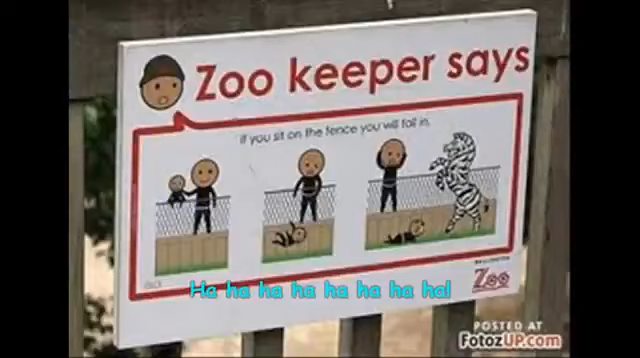 Zoo keeper says
If you sit on the fence you will fall in.
Ha ha ha ha ha ha ha ha!
Zoo
POSTED AT
FotozUP.com